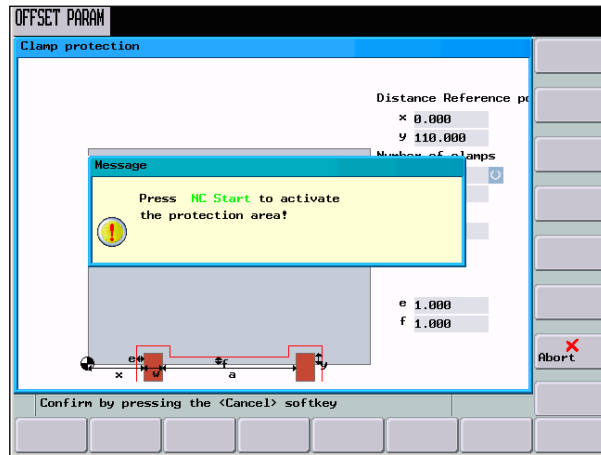 OFFSET PARAM
Clamp protection
Distance Reference po
x 0.000
y 110.000
Number of clamps
Message
Press NC Start to activate
the protection area!
e 1.000
f 1.000
Abort
e
f
y
x
w
a
Confirm by pressing the <Cancel> softkey